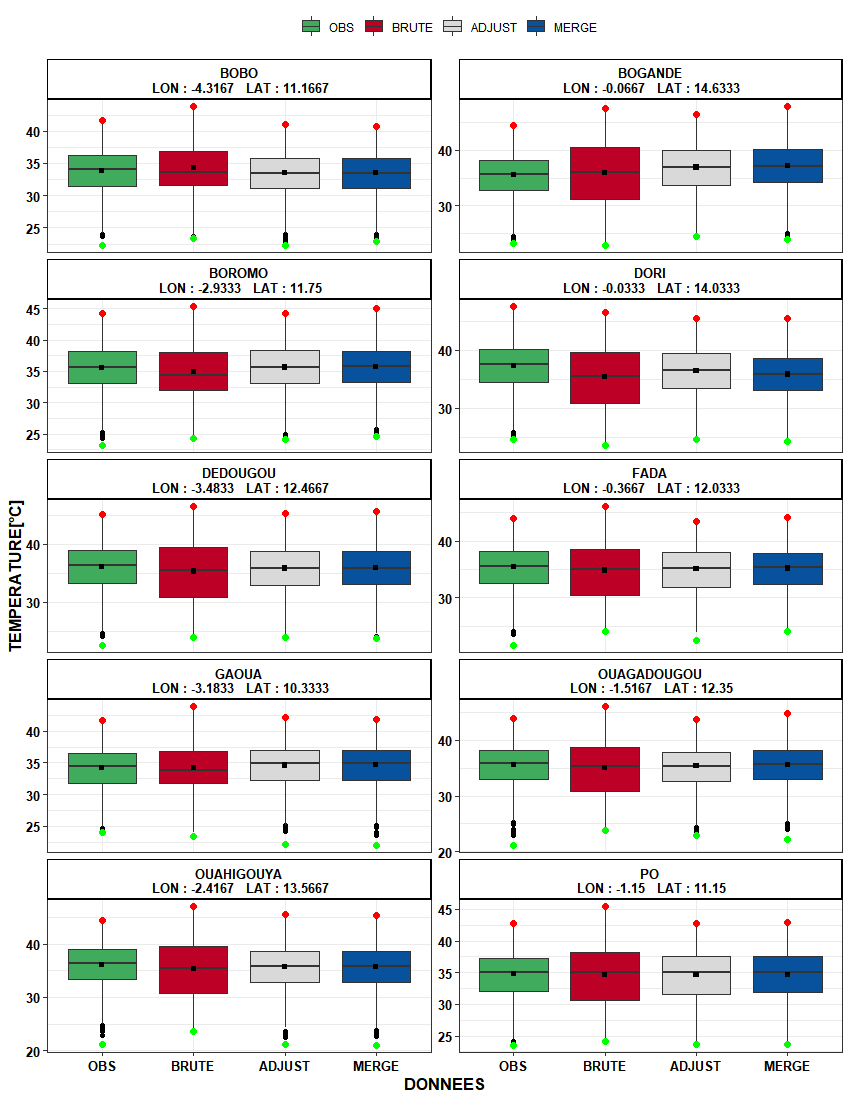 OBS BRUTE ADJUST MERGE
BOBO
LON : -4.3167 LAT : 11.1667
BOGANDE
LON : -0.0667 LAT : 14.6333
40
35
30
25
40
30
BOROMO
LON : -2.9333 LAT : 11.75
DORI
LON : -0.0333 LAT : 14.0333
45
40
35
30
25
40
30
DEDOUGOU
LON : -3.4833 LAT : 12.4667
FADA
LON : -0.3667 LAT : 12.0333
40
30
40
30
TEMPERATURE[°C]
GAOUA
LON : -3.1833 LAT : 10.3333
OUAGADOUGOU
LON : -1.5167 LAT : 12.35
40
35
30
25
40
30
20
OUAHIGOUYA
LON : -2.4167 LAT : 13.5667
PO
LON : -1.15 LAT : 11.15
40
30
20
45
40
35
30
25
OBS BRUTE ADJUST MERGE
OBS BRUTE ADJUST MERGE
DONNEES